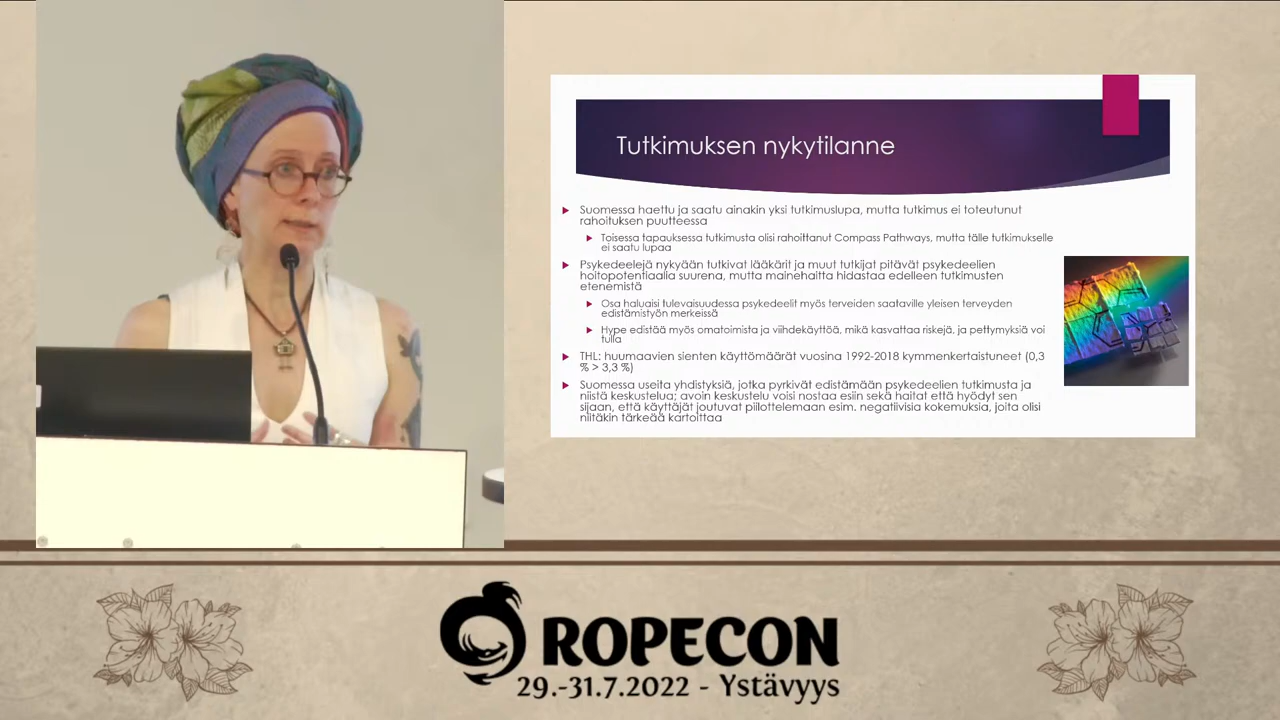 Tutkimuksen nykytilanne
Suomessa haettu ja saatu ainakin yksi tutkimuslupa, mutta tutkimus ei toteutunut
rahoituksen puutteessa
Toisessa tapauksessa tutkimusta olisi rahoittanut Compass Pathways, mutta tälle tutkimukselle
ei saatu lupaa
Psykedeelejä nykyään tutkivat lääkärit ja muut tutkijat pitävät psykedeelien
hoitopotentiaalia suurena, mutta mainehaitta hidastaa edelleen tutkimusten
etenemistä
Osa haluaisi tulevaisuudessa psykedeelit myös terveiden saataville yleisen terveyden
edistämistyön merkeissä
Hype edistää myös omatoimista ja viihdekäyttöä, mikä kasvattaa riskejä, ja pettymyksiä voi
tulla
THL: huumaavien sienten käyttömäärät vuosina 1992-2018 kymmenkertaistuneet (0,3
% > 3,3 %)
Suomessa useita yhdistyksiä, jotka pyrkivät edistämään psykedeelien tutkimusta ja
niistä keskustelua; avoin keskustelu voisi nostaa esiin sekä haitat että hyödyt sen
sijaan, että käyttäjät joutuvat piilottelemaan esim. negatiivisia kokemuksia, joita olisi
niitäkin tärkeää kartoittaa
ROPECON
29.-31.7.2022 - Ystävyys